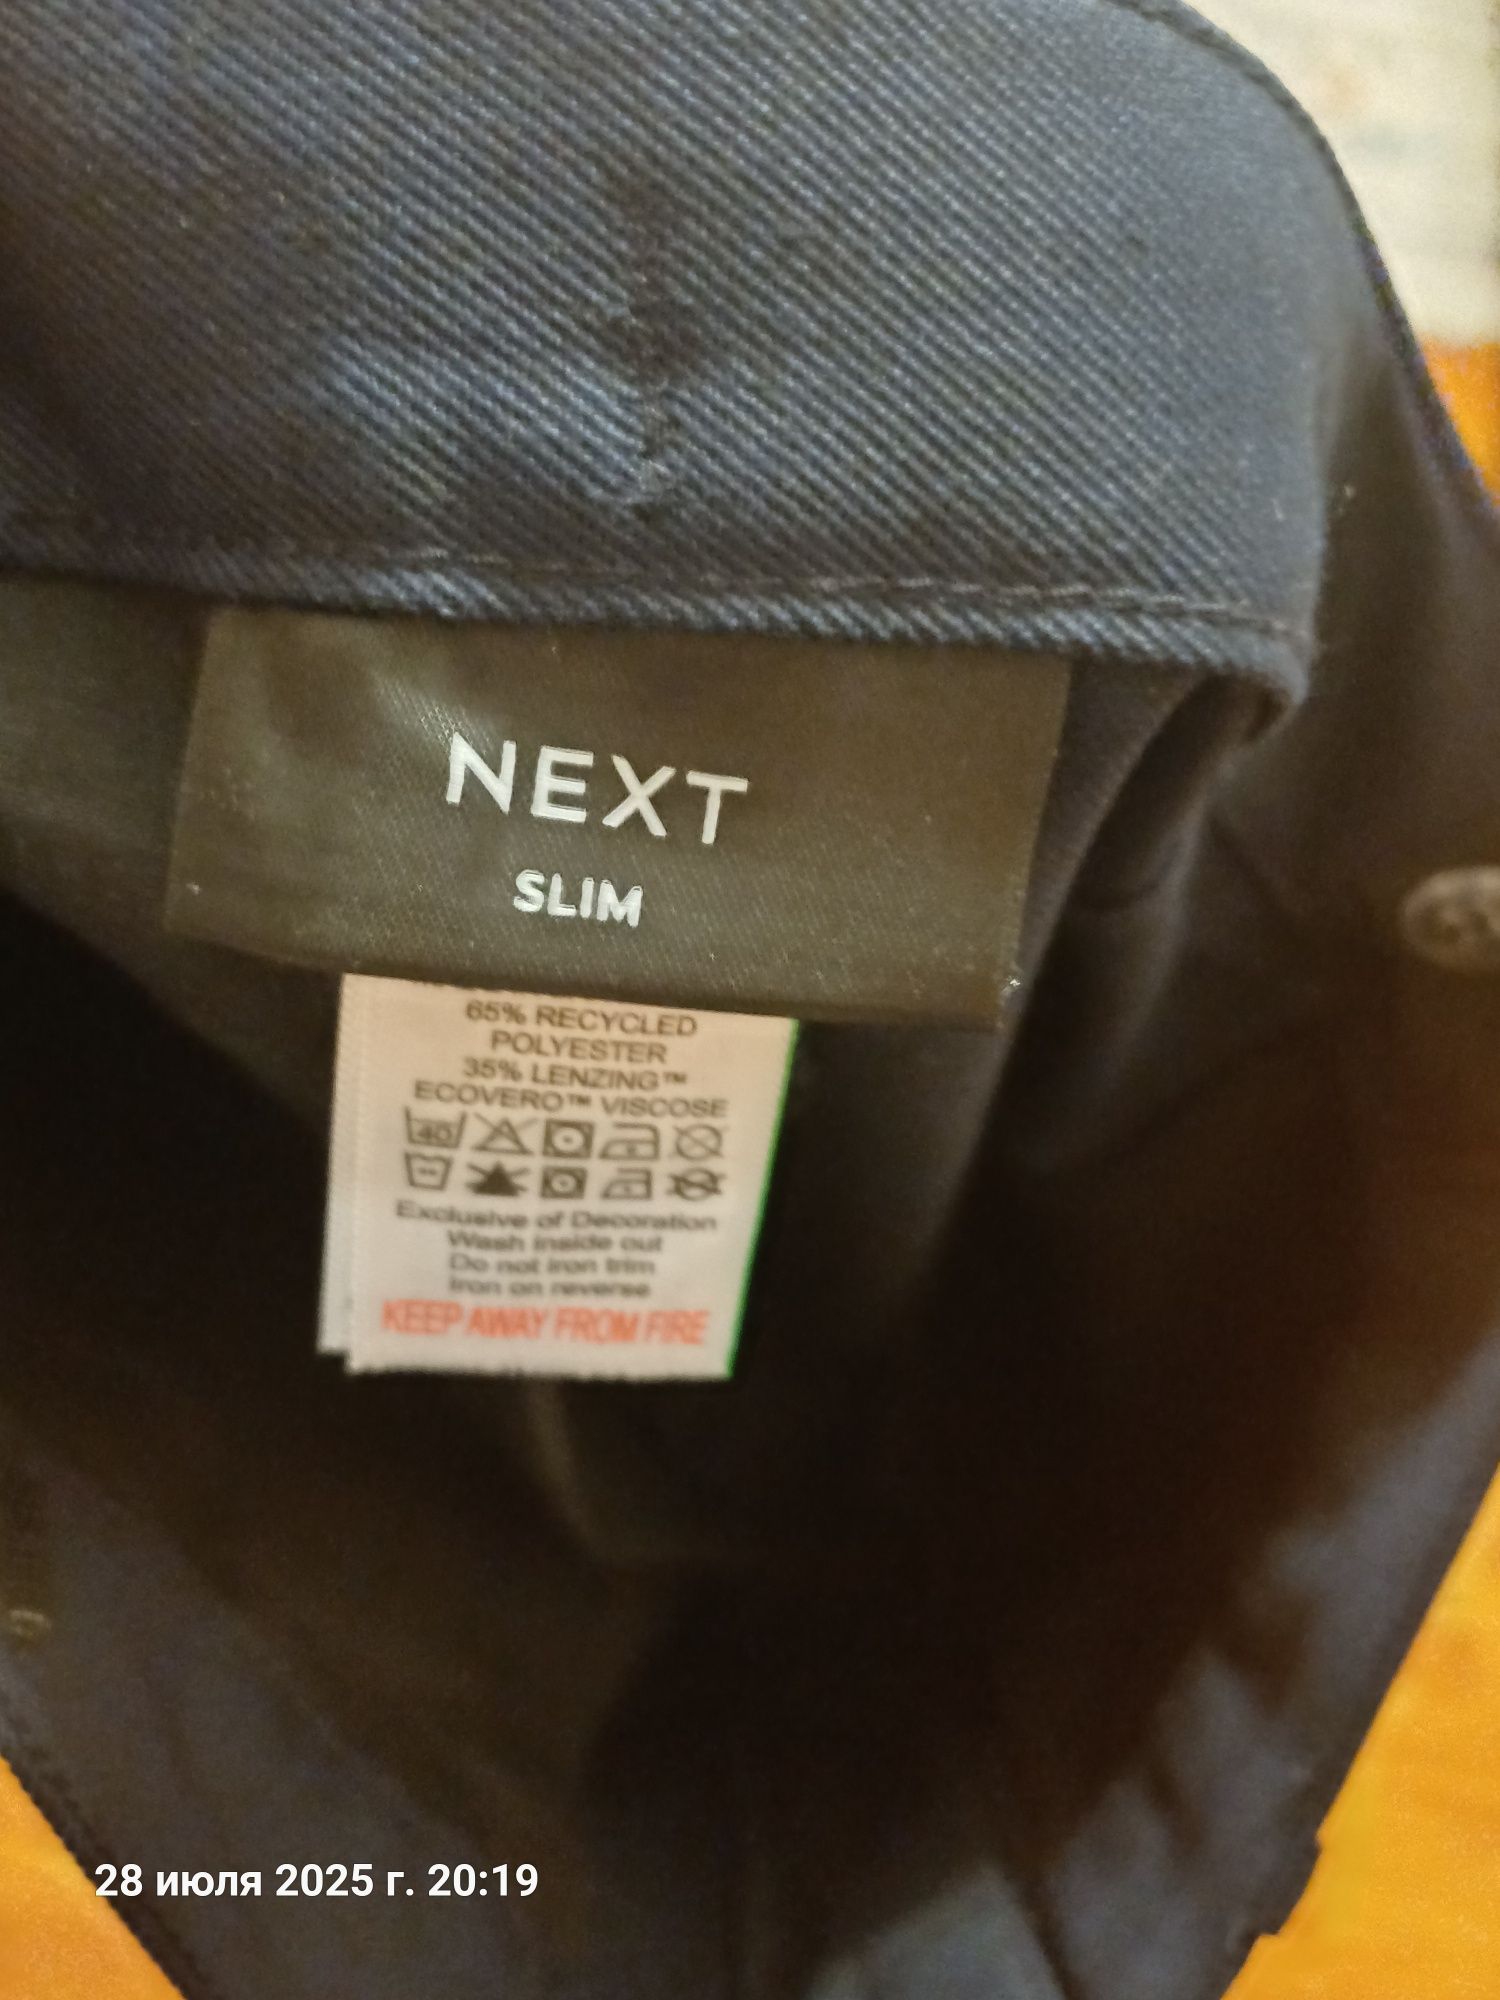 NEXT
SLIM
65% RECYCLED
POLYESTER
35% LENZING™
ECOVERO™ VISCOSE
40
Exclusive of Decoration
Wash inside out
Do not iron trim
Iron on reverse
KEEP AWAY FROM FIRE
28 июля 2025 г. 20:19